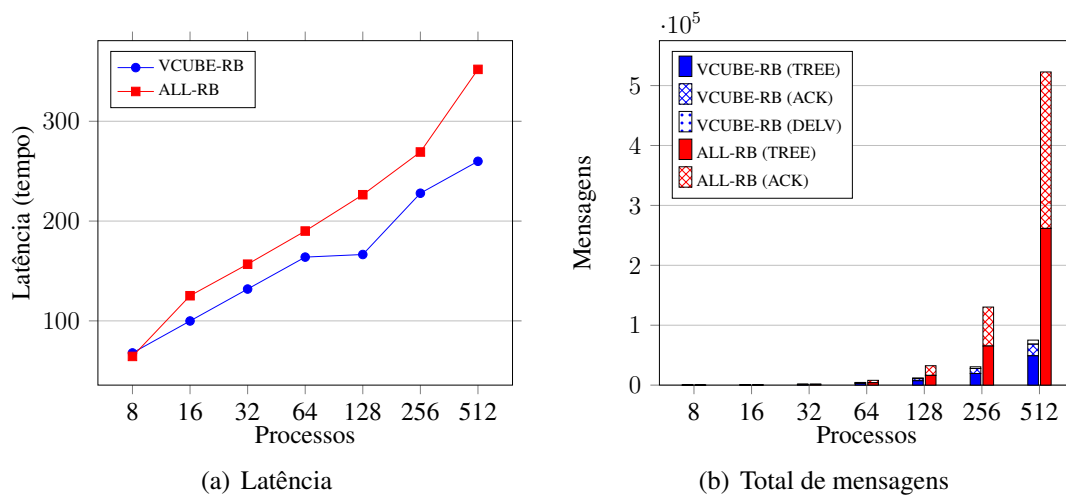 VCUBE-RB
ALL-RB
300
200
100
8 16 32 64 128 256 512
Processos
Latência (tempo)
(a) Latência
·10⁵
VCUBE-RB (TREE)
VCUBE-RB (ACK)
VCUBE-RB (DELV)
ALL-RB (TREE)
ALL-RB (ACK)
5
4
3
2
1
0
8 16 32 64 128 256 512
Processos
Mensagens
(b) Total de mensagens